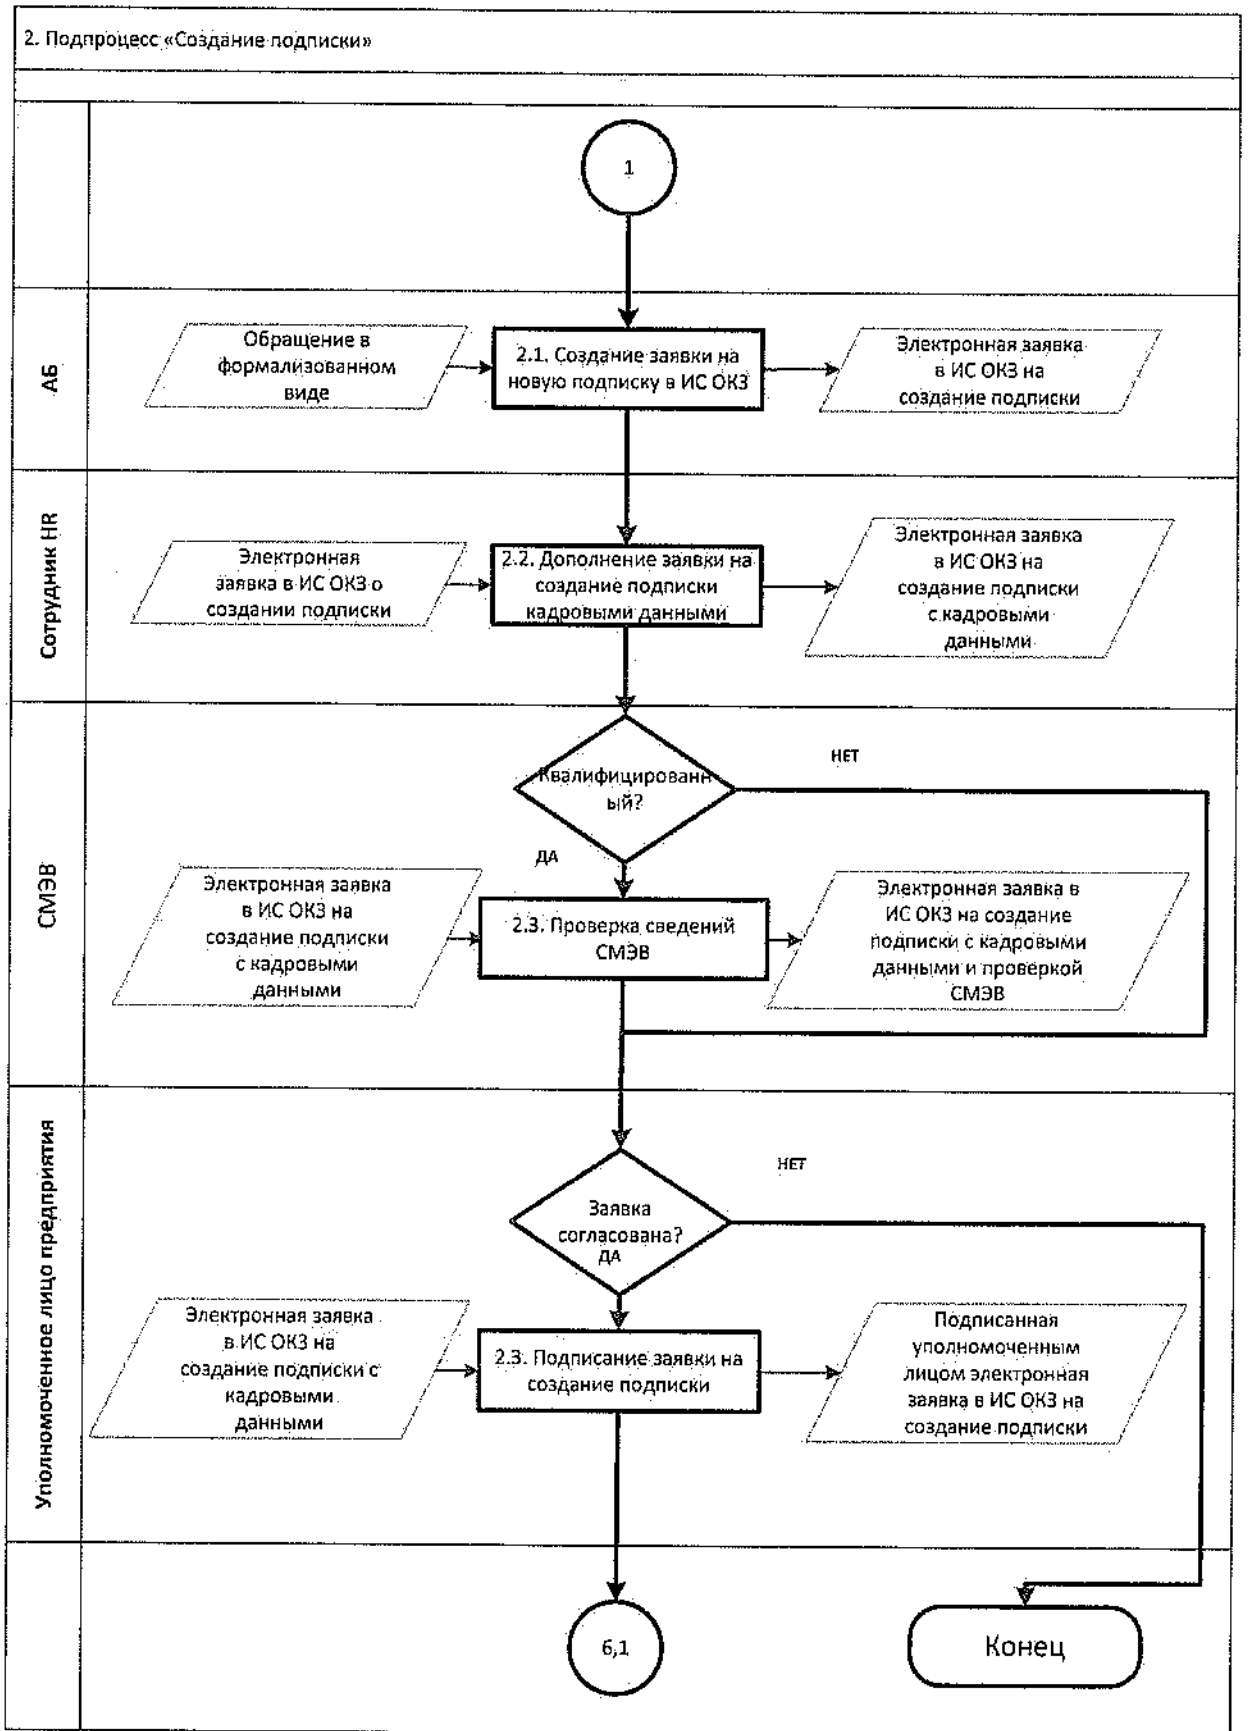 2. Подпроцесс «Создание подписки»
1
АБ
Обращение в
формализованном
виде
2.1. Создание заявки на
новую подписку в ИС ОКЗ
Электронная заявка
в ИС ОКЗ на
создание подписки
Сотрудник HR
Электронная
заявка в ИС ОКЗ о
создании подписки
2.2. Дополнение заявки на
создание подписки
кадровыми данными
Электронная заявка
в ИС ОКЗ на
создание подписки
с кадровыми
данными
СМЭВ
Квалифицированн
ый?
НЕТ
ДА
Электронная заявка
в ИС ОКЗ на
создание подписки
с кадровыми
данными
2.3. Проверка сведений
СМЭВ
Электронная заявка в
ИС ОКЗ на создание
подписки с кадровыми
данными и проверкой
СМЭВ
Уполномоченное лицо предприятия
Заявка
согласована?
НЕТ
ДА
Электронная заявка
в ИС ОКЗ на
создание подписки с
кадровыми
данными
2.3. Подписание заявки на
создание подписки
Подписанная
уполномоченным
лицом электронная
заявка в ИС ОКЗ на
создание подписки
6,1
Конец